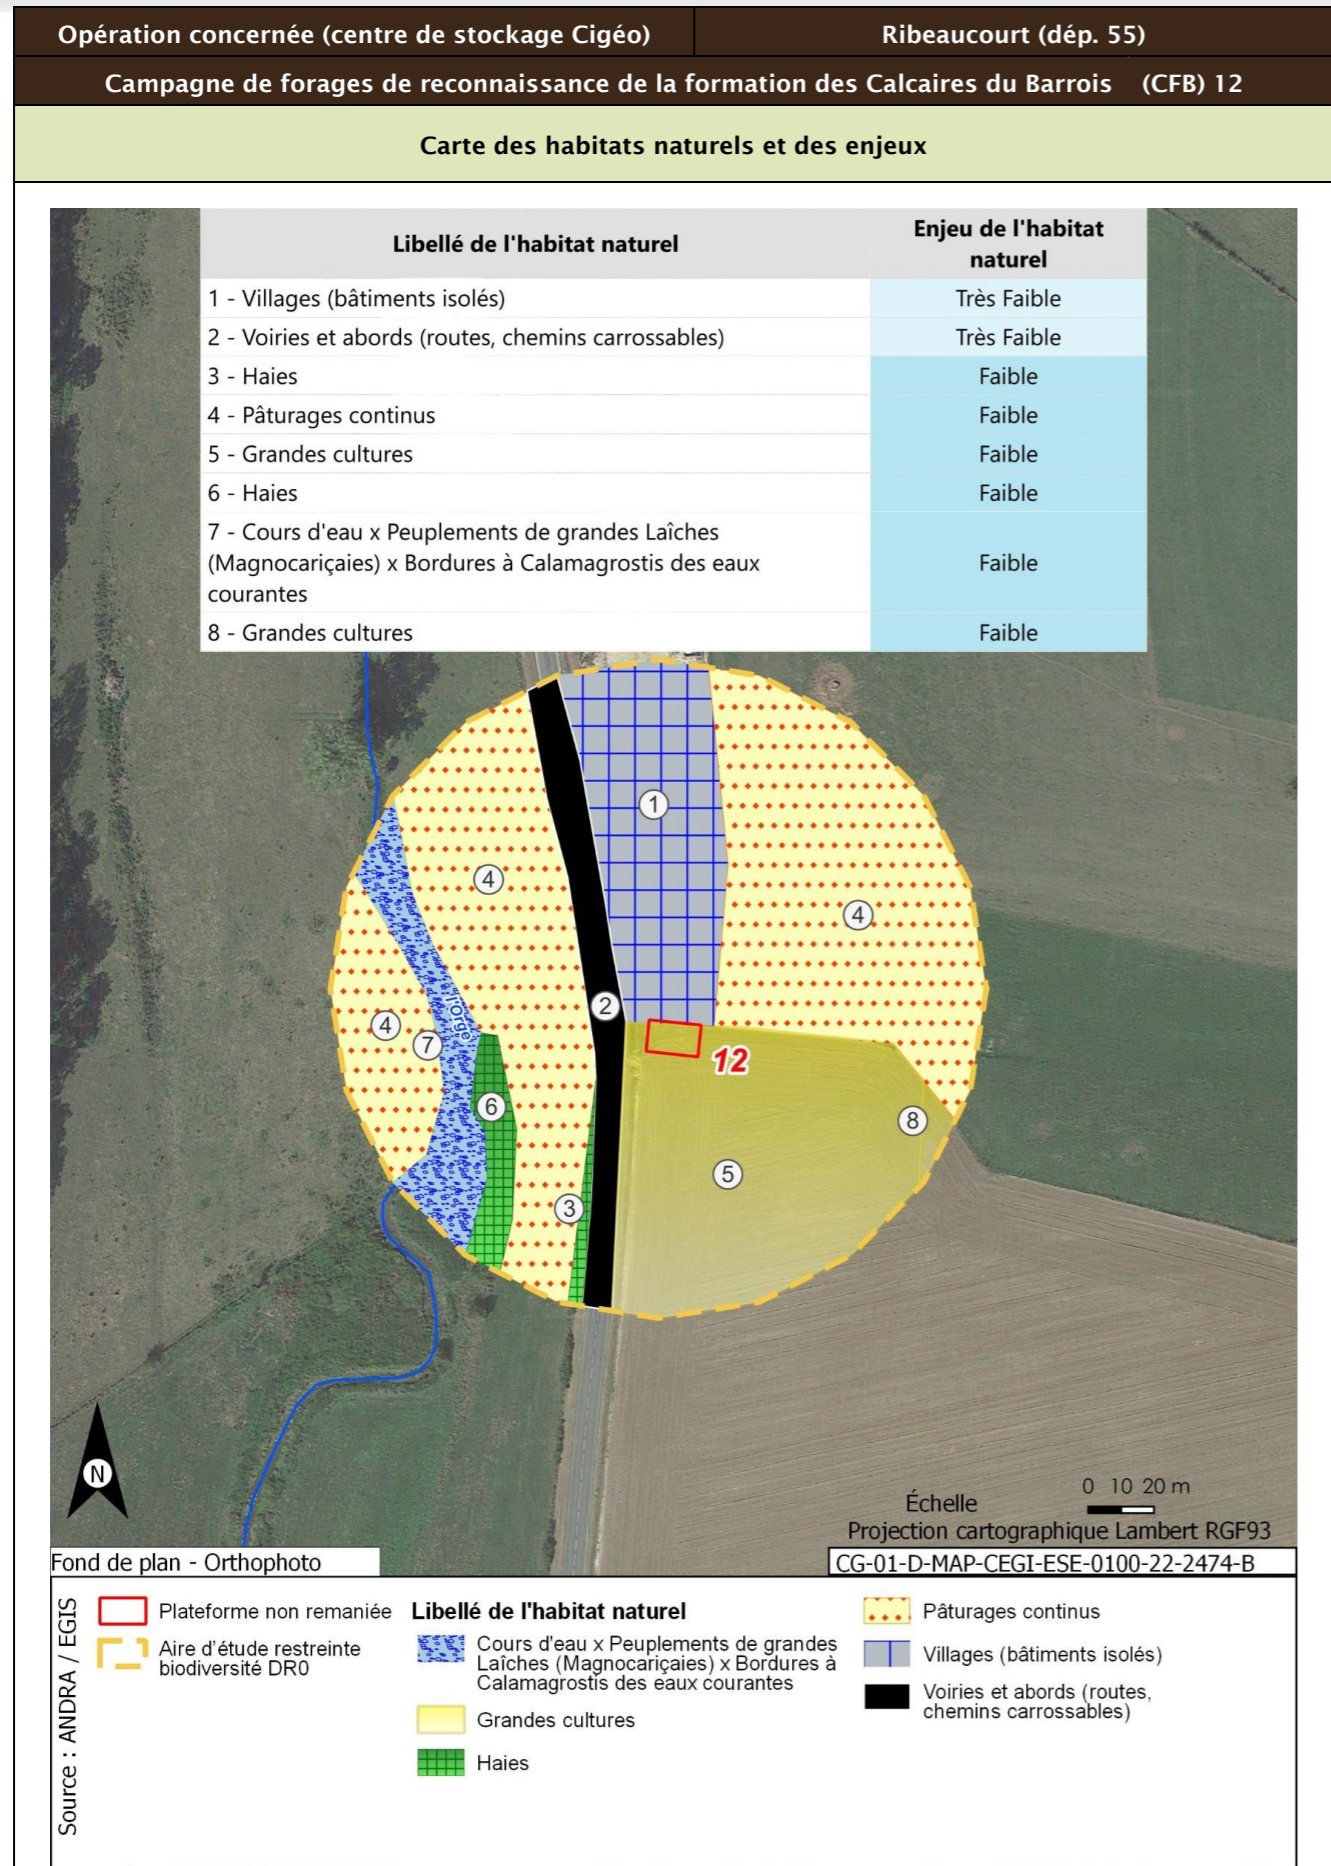 Opération concernée (centre de stockage Cigéo)
Ribeaucourt (dép. 55)
Campagne de forages de reconnaissance de la formation des Calcaires du Barrois (CFB) 12
Carte des habitats naturels et des enjeux
Libellé de l'habitat naturel
Enjeu de l'habitat
naturel
1 - Villages (bâtiments isolés)
Très Faible
2 - Voiries et abords (routes, chemins carrossables)
Très Faible
3 - Haies
Faible
4 - Pâturages continus
Faible
5 - Grandes cultures
Faible
6 - Haies
Faible
7 - Cours d'eau x Peuplements de grandes Laîches
(Magnocariçaies) x Bordures à Calamagrostis des eaux
courantes
Faible
8 - Grandes cultures
Faible
1
4
4
2
4
7
l'Orge
12
6
8
5
3
N
0 10 20 m
Échelle
Projection cartographique Lambert RGF93
Fond de plan - Orthophoto
CG-01-D-MAP-CEGI-ESE-0100-22-2474-B
Source : ANDRA / EGIS
Plateforme non remaniée
Aire d'étude restreinte
biodiversité DR0
Libellé de l'habitat naturel
Cours d'eau x Peuplements de grandes
Laîches (Magnocariçaies) x Bordures à
Calamagrostis des eaux courantes
Grandes cultures
Haies
Pâturages continus
Villages (bâtiments isolés)
Voiries et abords (routes,
chemins carrossables)